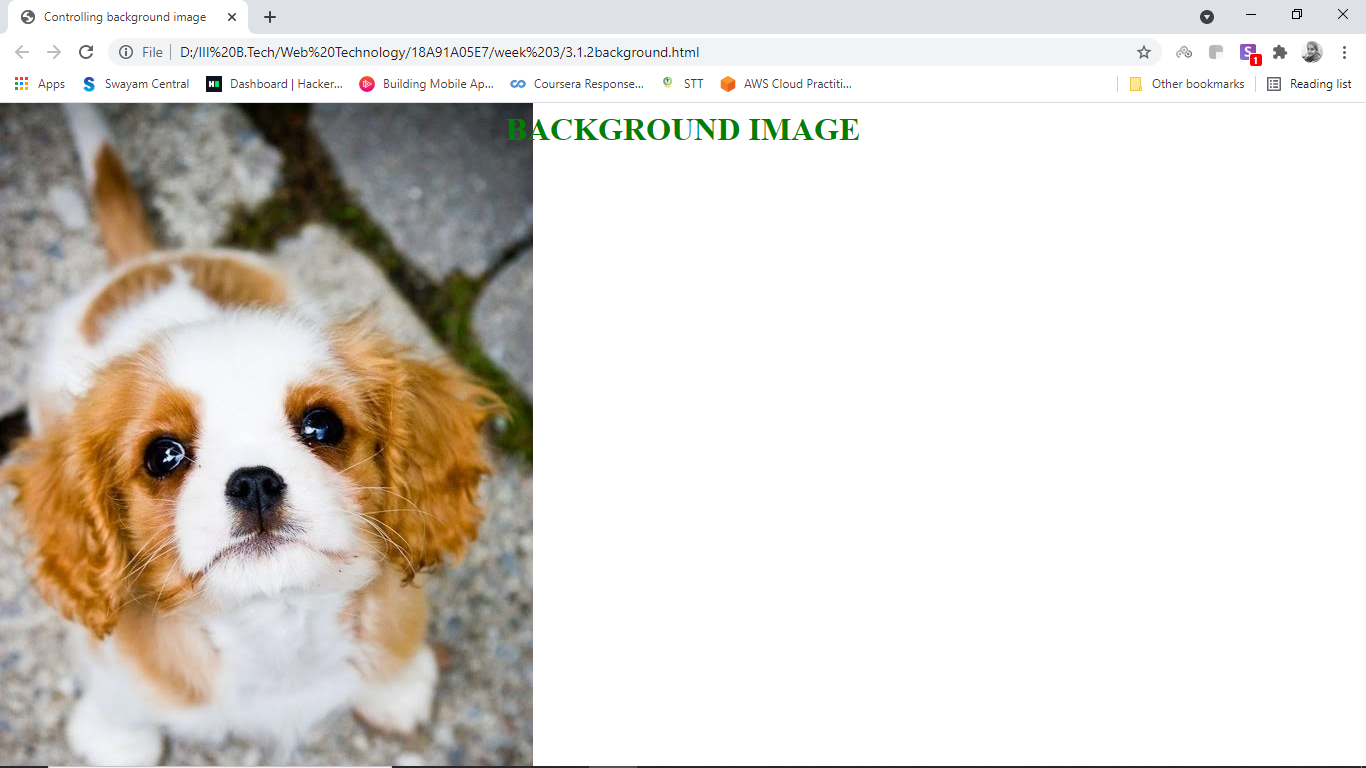 Controlling background image
File D:/III%20B.Tech/Web%20Technology/18A91A05E7/week%203/3.1.2background.html
Apps Swayam Central Dashboard | Hacker... Building Mobile Ap... Coursera Response... STT AWS Cloud Practiti... Other bookmarks Reading list
S 1
BACKGROUND IMAGE